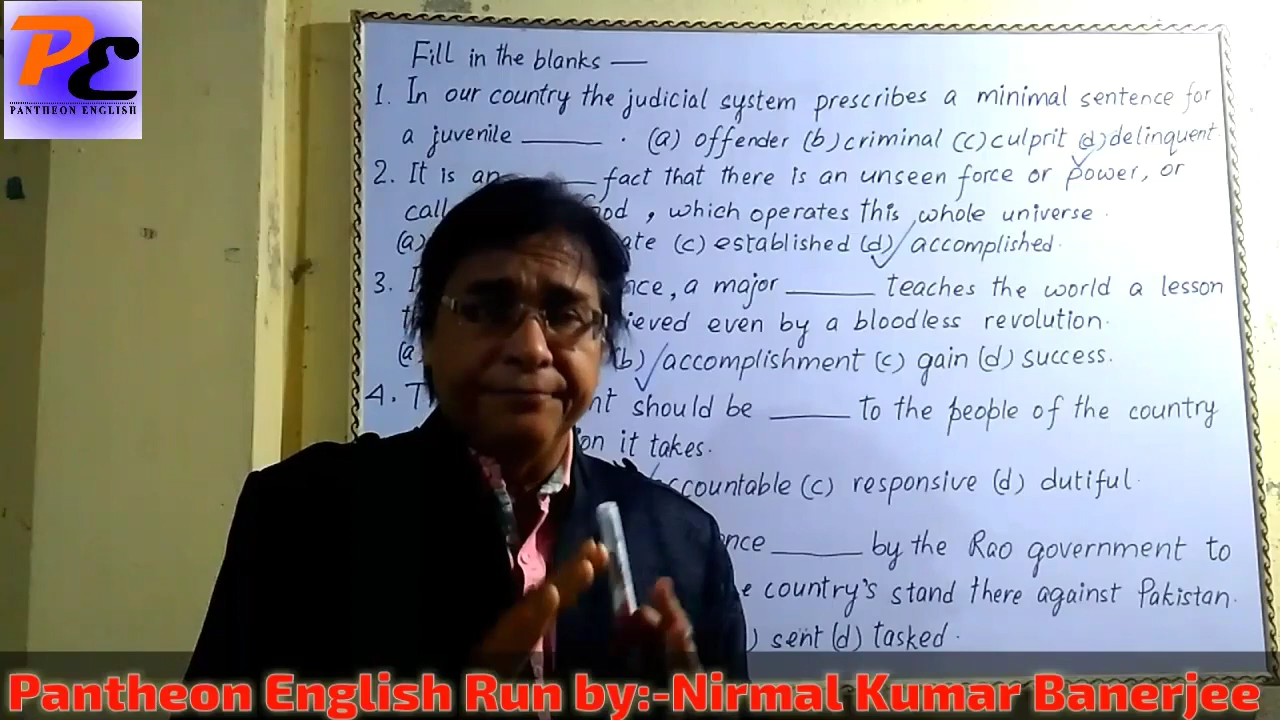 PE
PANTHEON ENGLISH
Fill in the blanks —
1. In our country the judicial system prescribes a minimal sentence for
a juvenile ______ . (a) offender (b) criminal (c) culprit (d) delinquent
2. It is an ______ fact that there is an unseen force or power, or
call God, which operates this whole universe.
(a) (c) established (d) accomplished.
3. a major ______ teaches the world a lesson
even by a bloodless revolution.
(a) (b) accomplishment (c) gain (d) success.
4. should be ______ to the people of the country
it takes.
accountable (c) responsive (d) dutiful.
______ by the Rao government to
country's stand there against Pakistan.
) sent (d) tasked.
Pantheon English Run by:-Nirmal Kumar Banerjee